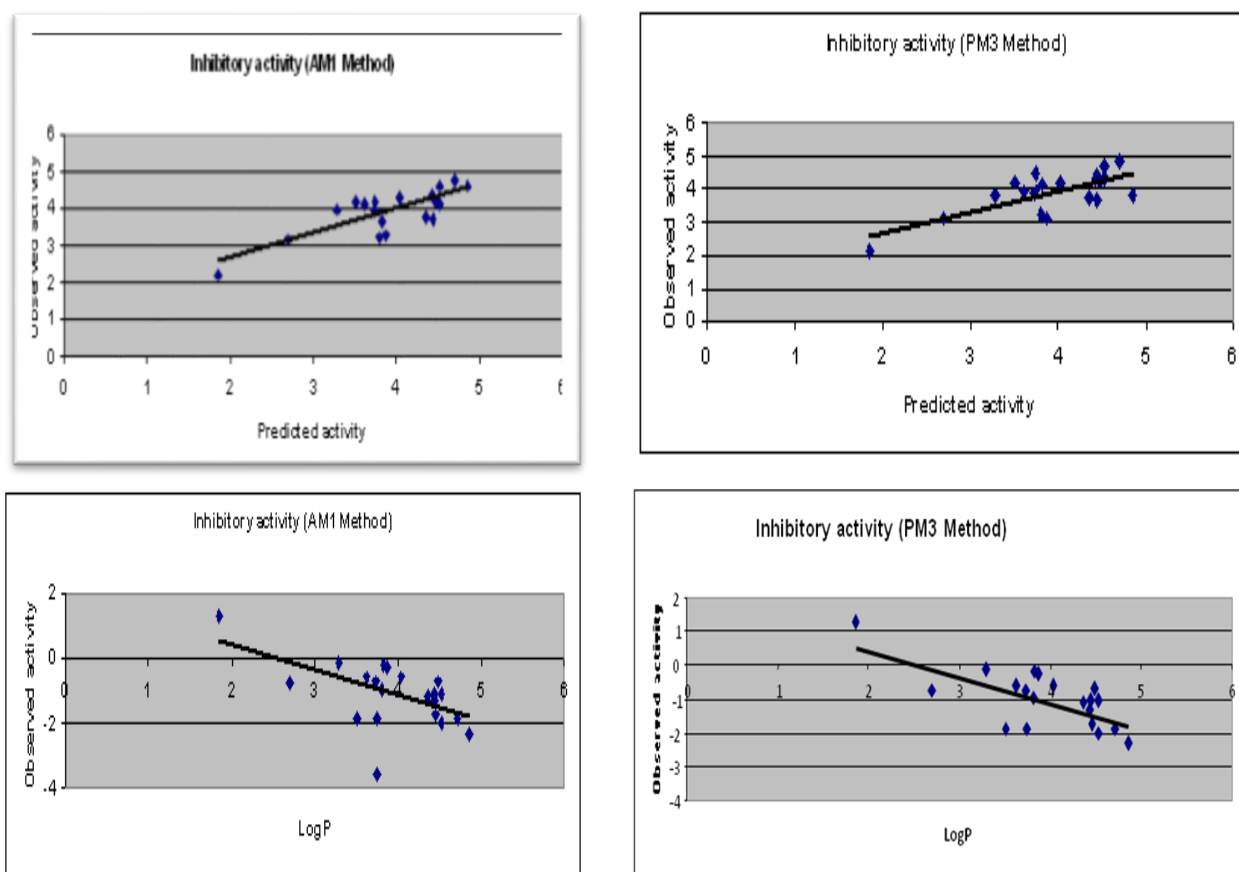 Inhibitory activity (AM1 Method)
Observed activity
6
5
4
3
2
1
0
0 1 2 3 4 5 6
Predicted activity
Inhibitory activity (PM3 Method)
Observed activity
6
5
4
3
2
1
0
0 1 2 3 4 5 6
Predicted activity
Inhibitory activity (AM1 Method)
Observed activity
2
0
-2
-4
0 1 2 3 4 5 6
LogP
Inhibitory activity (PM3 Method)
Observed activity
2
1
0
-1
-2
-3
-4
0 1 2 3 4 5 6
LogP